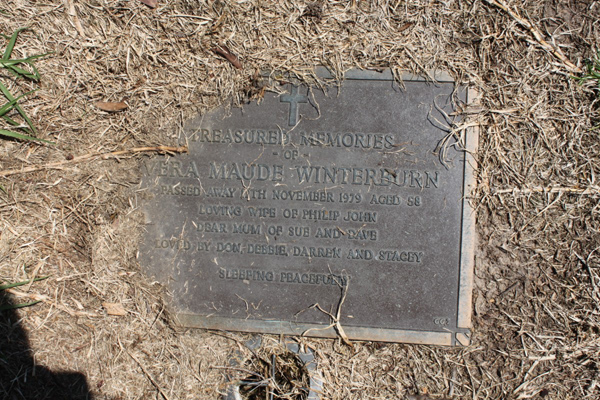 TREASURED MEMORIES
- OF -
VERA MAUDE WINTERBURN
PASSED AWAY 11TH NOVEMBER 1979 AGED 58
LOVING WIFE OF PHILIP JOHN
DEAR MUM OF SUE AND DAVE
LOVED BY DON, DEBBIE, DARREN AND STACEY
SLEEPING PEACEFULLY